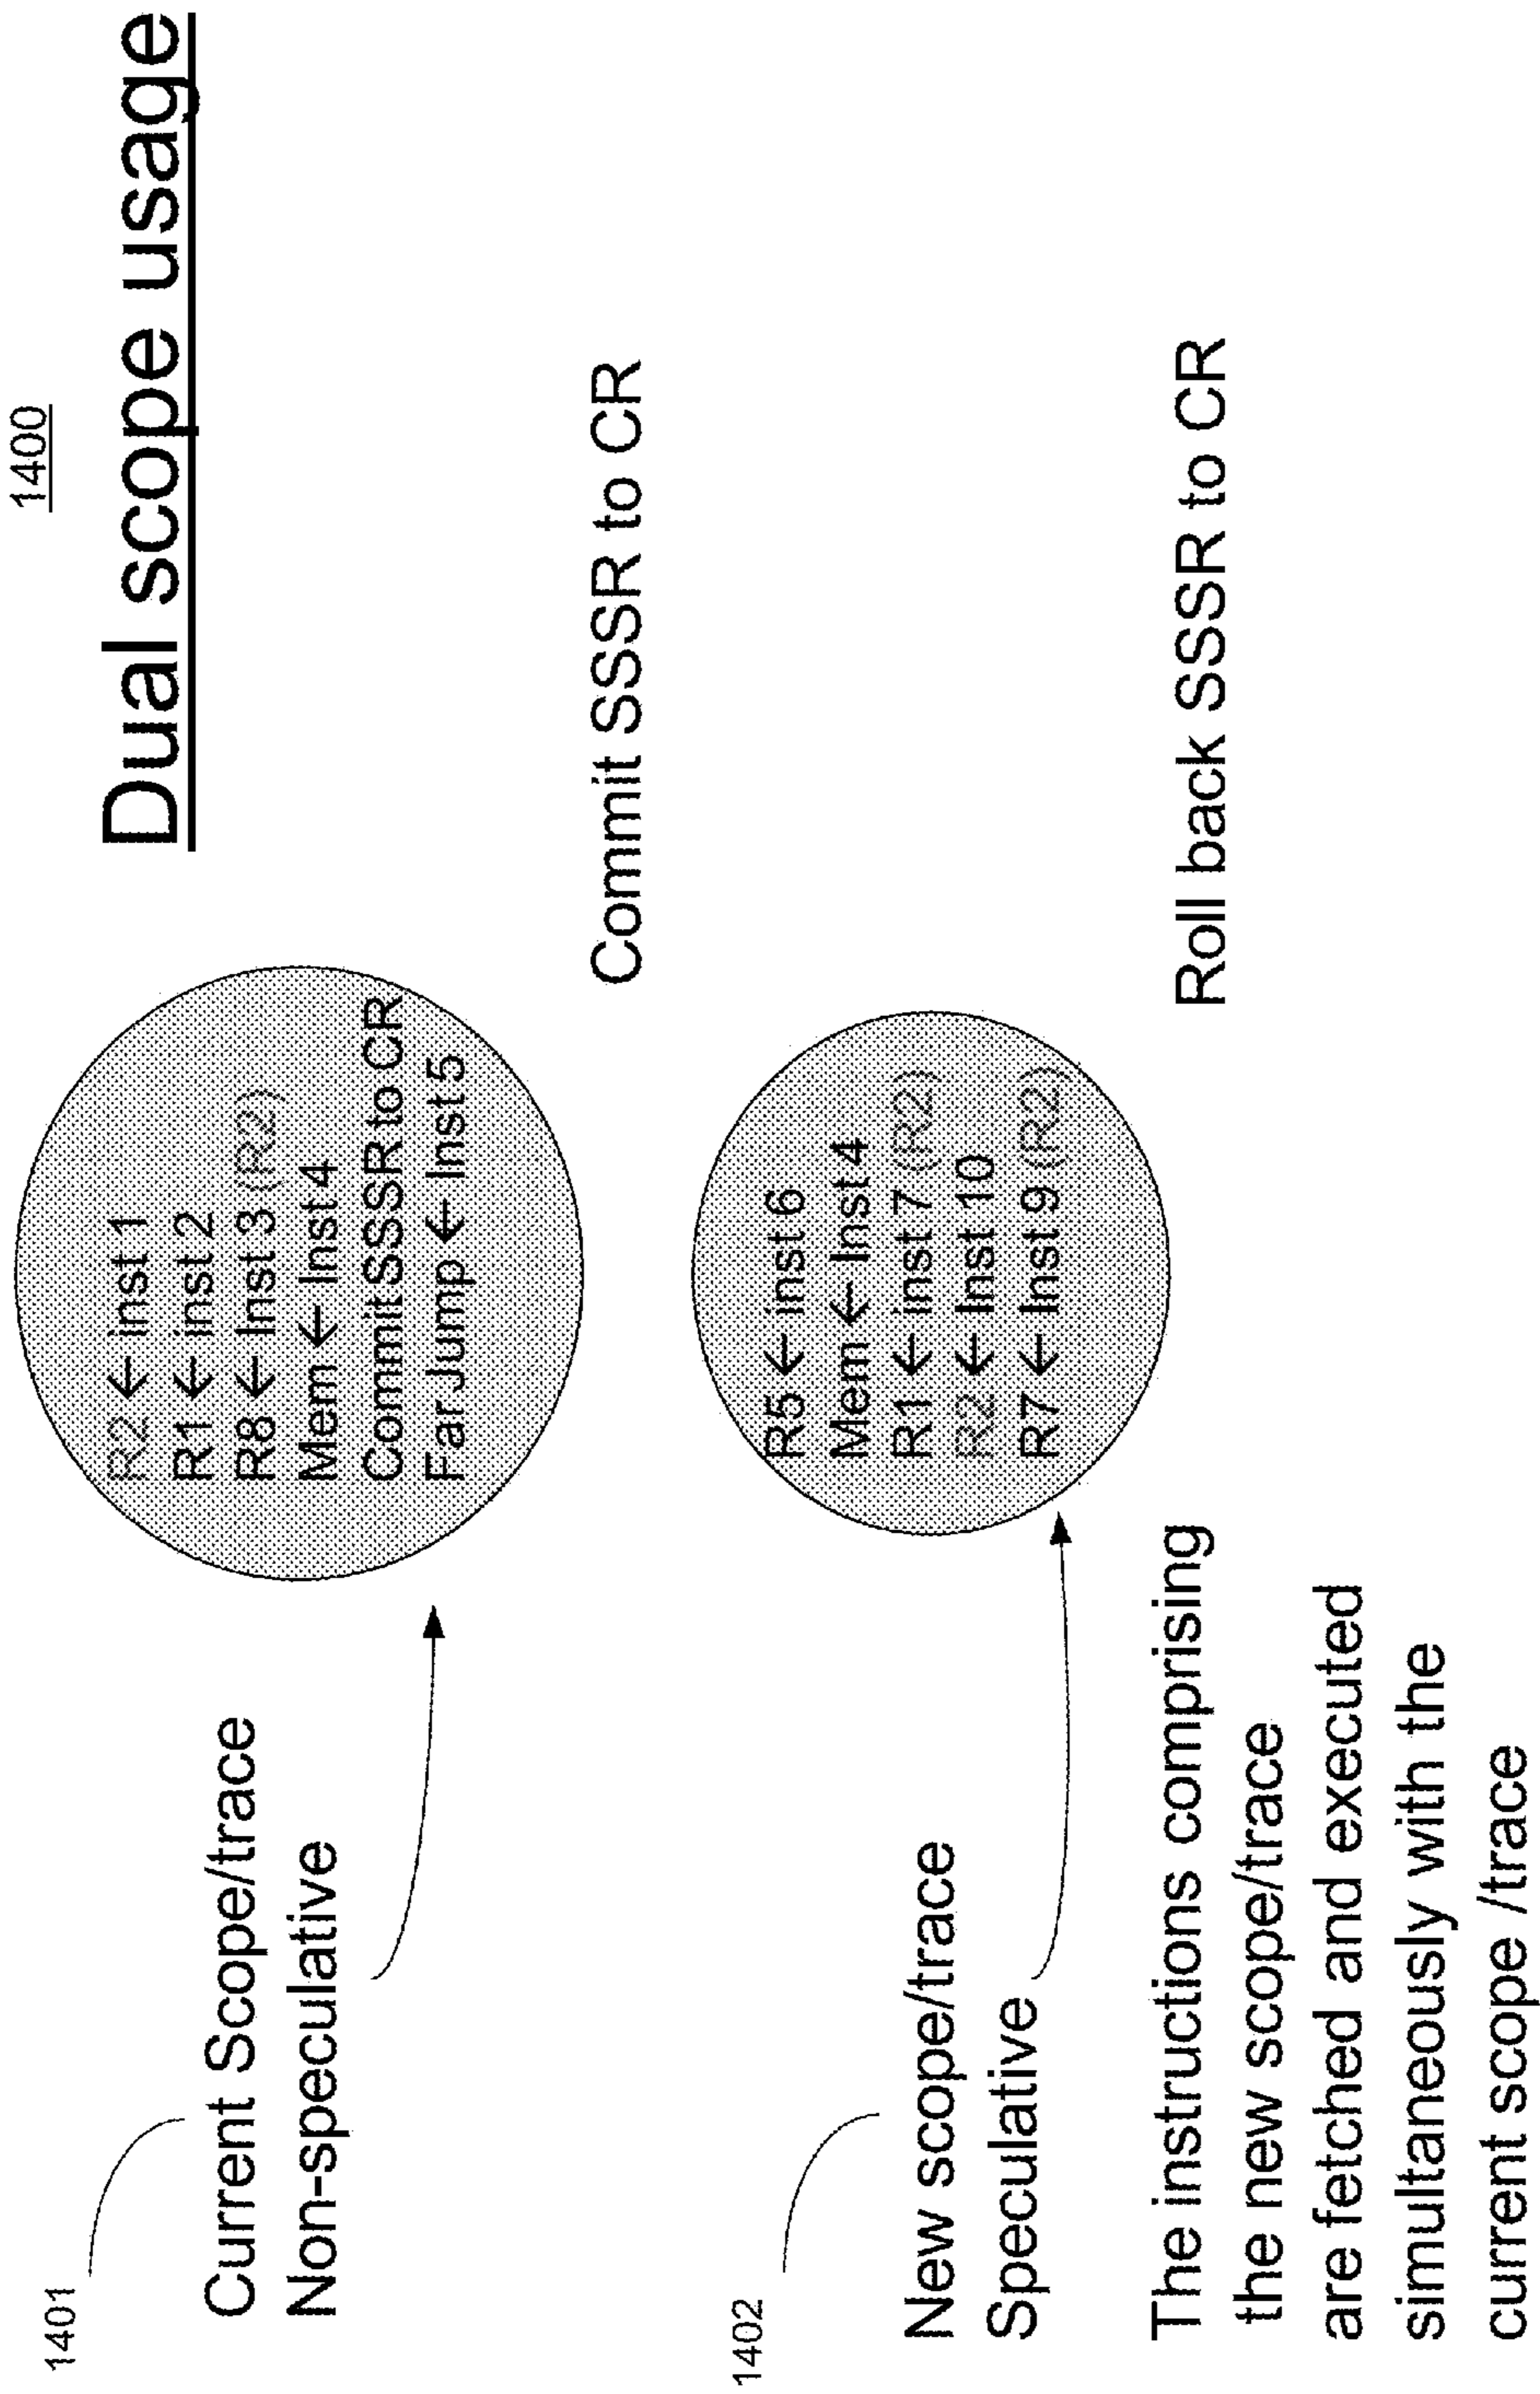 1400
Dual scope usage
1401
Current Scope/trace
Non-speculative
R2 ← inst 1
R1 ← inst 2
R8 ← Inst 3 (R2)
Mem ← Inst 4
Commit SSSR to CR
Far Jump ← Inst 5
Commit SSSR to CR
1402
New scope/trace
Speculative
R5 ← inst 6
Mem ← Inst 4
R1 ← inst 7 (R2)
R2 ← Inst 10
R7 ← Inst 9 (R2)
Roll back SSSR to CR
The instructions comprising
the new scope/trace
are fetched and executed
simultaneously with the
current scope /trace